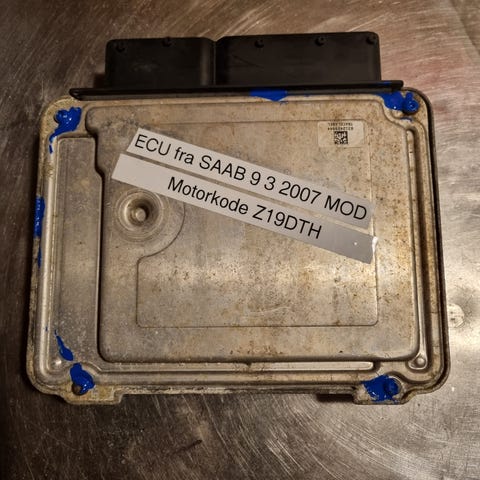 ECU fra SAAB 9 3 2007 MOD
Motorkode Z19DTH